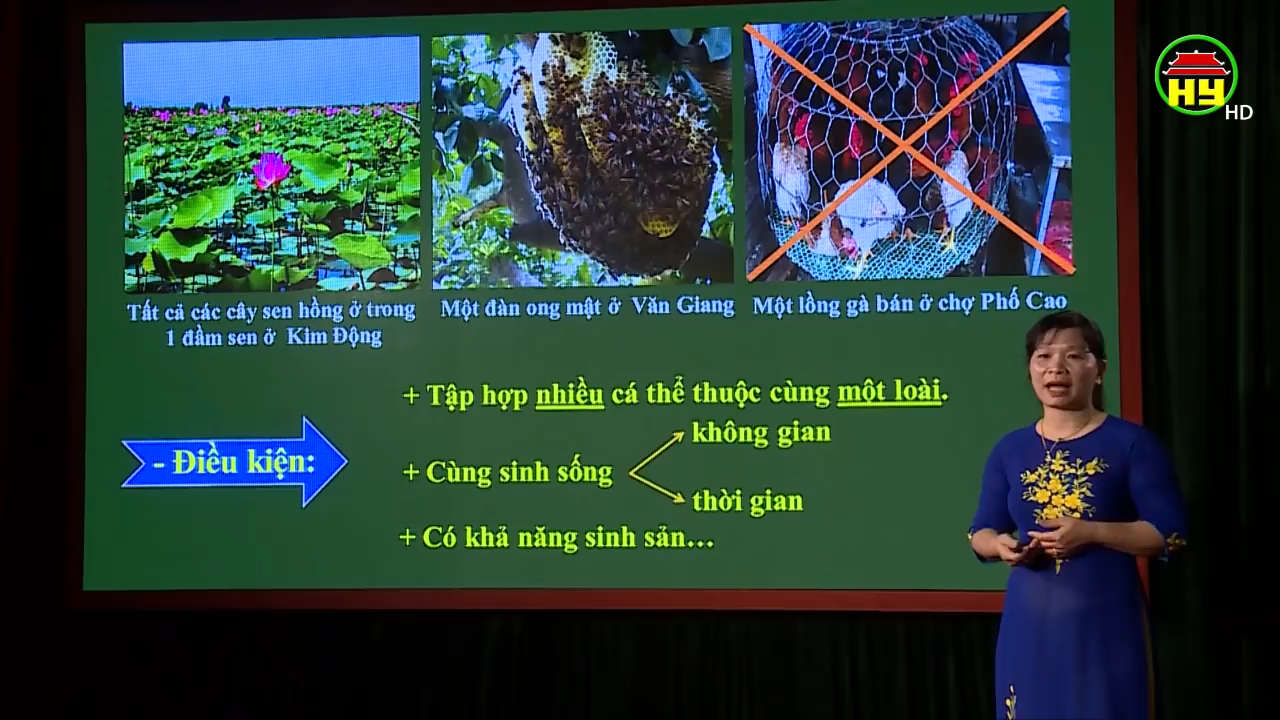 HY
HD
Tất cả các cây sen hồng ở trong
1 đầm sen ở Kim Động
Một đàn ong mật ở Văn Giang
Một lồng gà bán ở chợ Phố Cao
- Điều kiện:
+ Tập hợp nhiều cá thể thuộc cùng một loài.
+ Cùng sinh sống
không gian
thời gian
+ Có khả năng sinh sản...